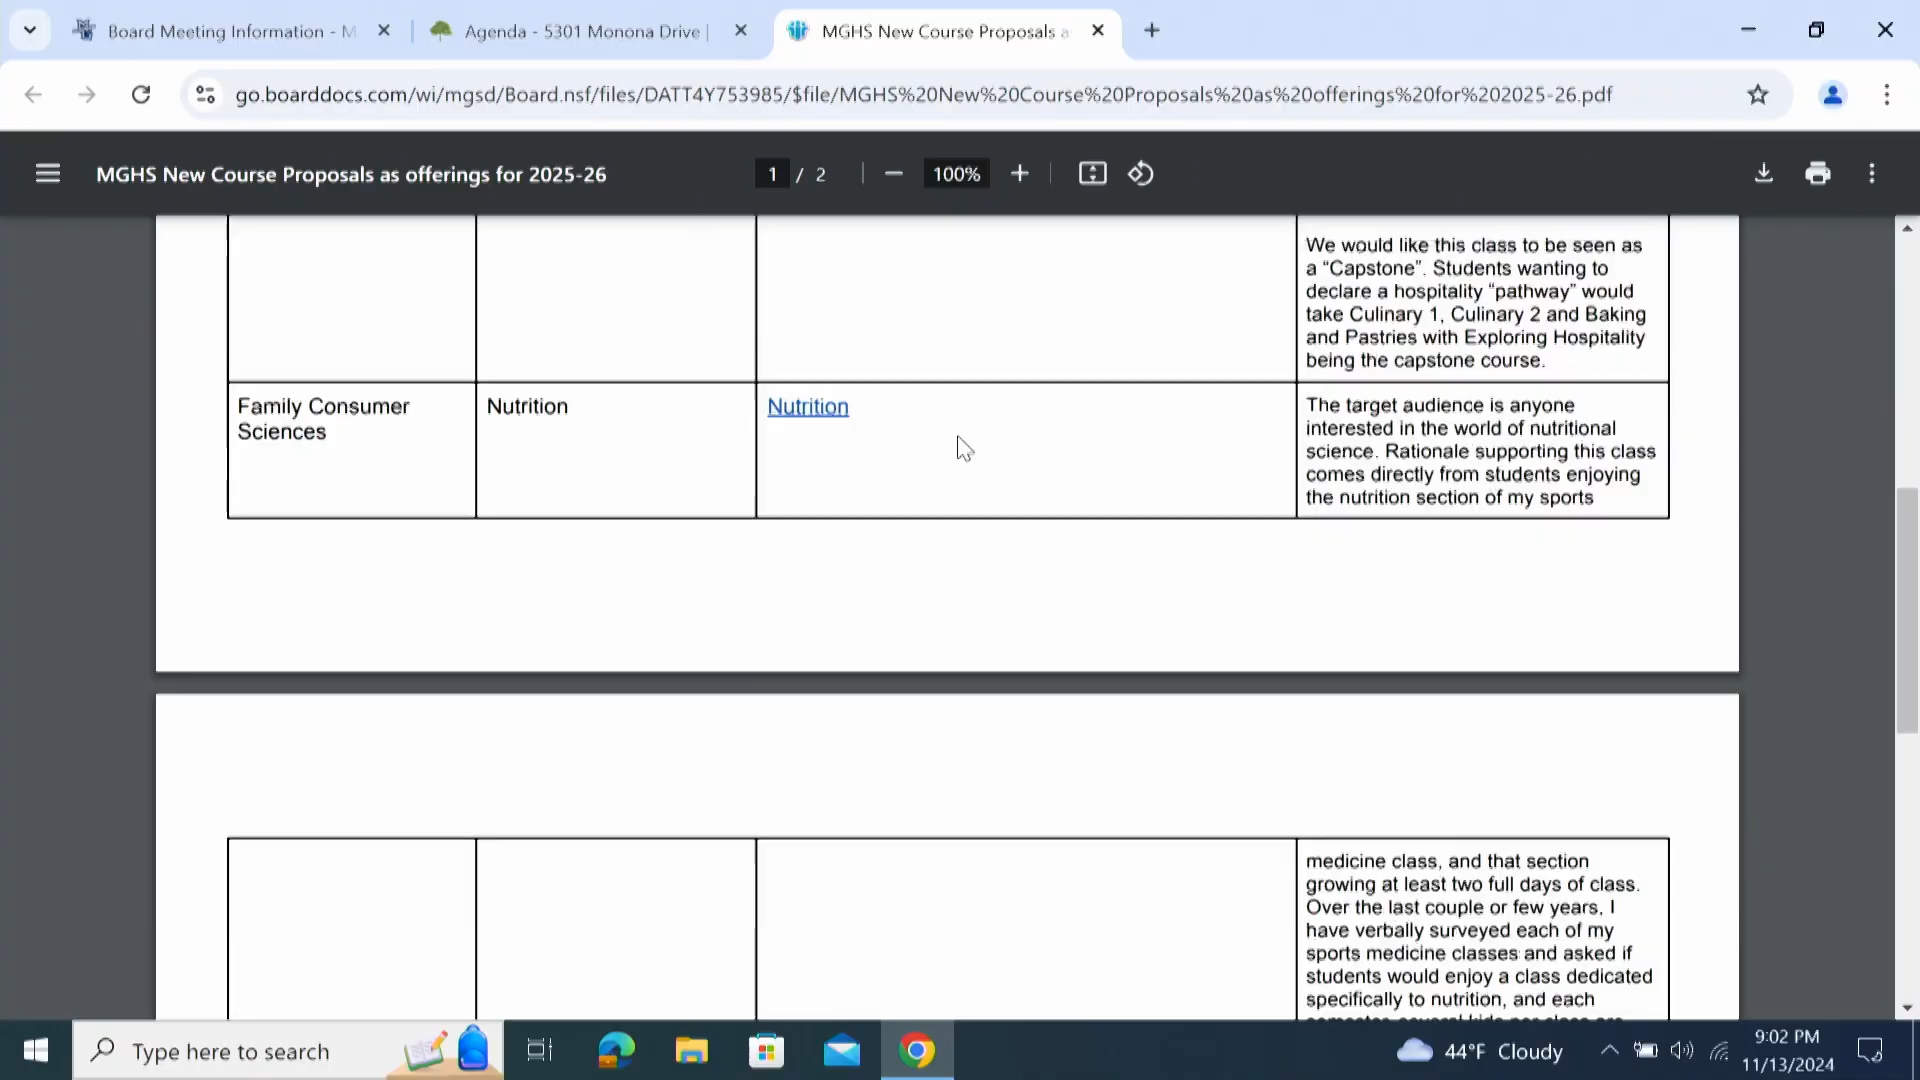 Board Meeting Information - M
Agenda - 5301 Monona Drive |
MGHS New Course Proposals a
go.boarddocs.com/wi/mgsd/Board.nsf/files/DATT4Y753985/$file/MGHS%20New%20Course%20Proposals%20as%20offerings%20for%202025-26.pdf
MGHS New Course Proposals as offerings for 2025-26
1 / 2
100%
We would like this class to be seen as
a “Capstone”. Students wanting to
declare a hospitality “pathway” would
take Culinary 1, Culinary 2 and Baking
and Pastries with Exploring Hospitality
being the capstone course.
Family Consumer
Sciences
Nutrition
Nutrition
The target audience is anyone
interested in the world of nutritional
science. Rationale supporting this class
comes directly from students enjoying
the nutrition section of my sports
medicine class, and that section
growing at least two full days of class.
Over the last couple or few years, I
have verbally surveyed each of my
sports medicine classes and asked if
students would enjoy a class dedicated
specifically to nutrition, and each
Type here to search
44°F Cloudy
9:02 PM
11/13/2024